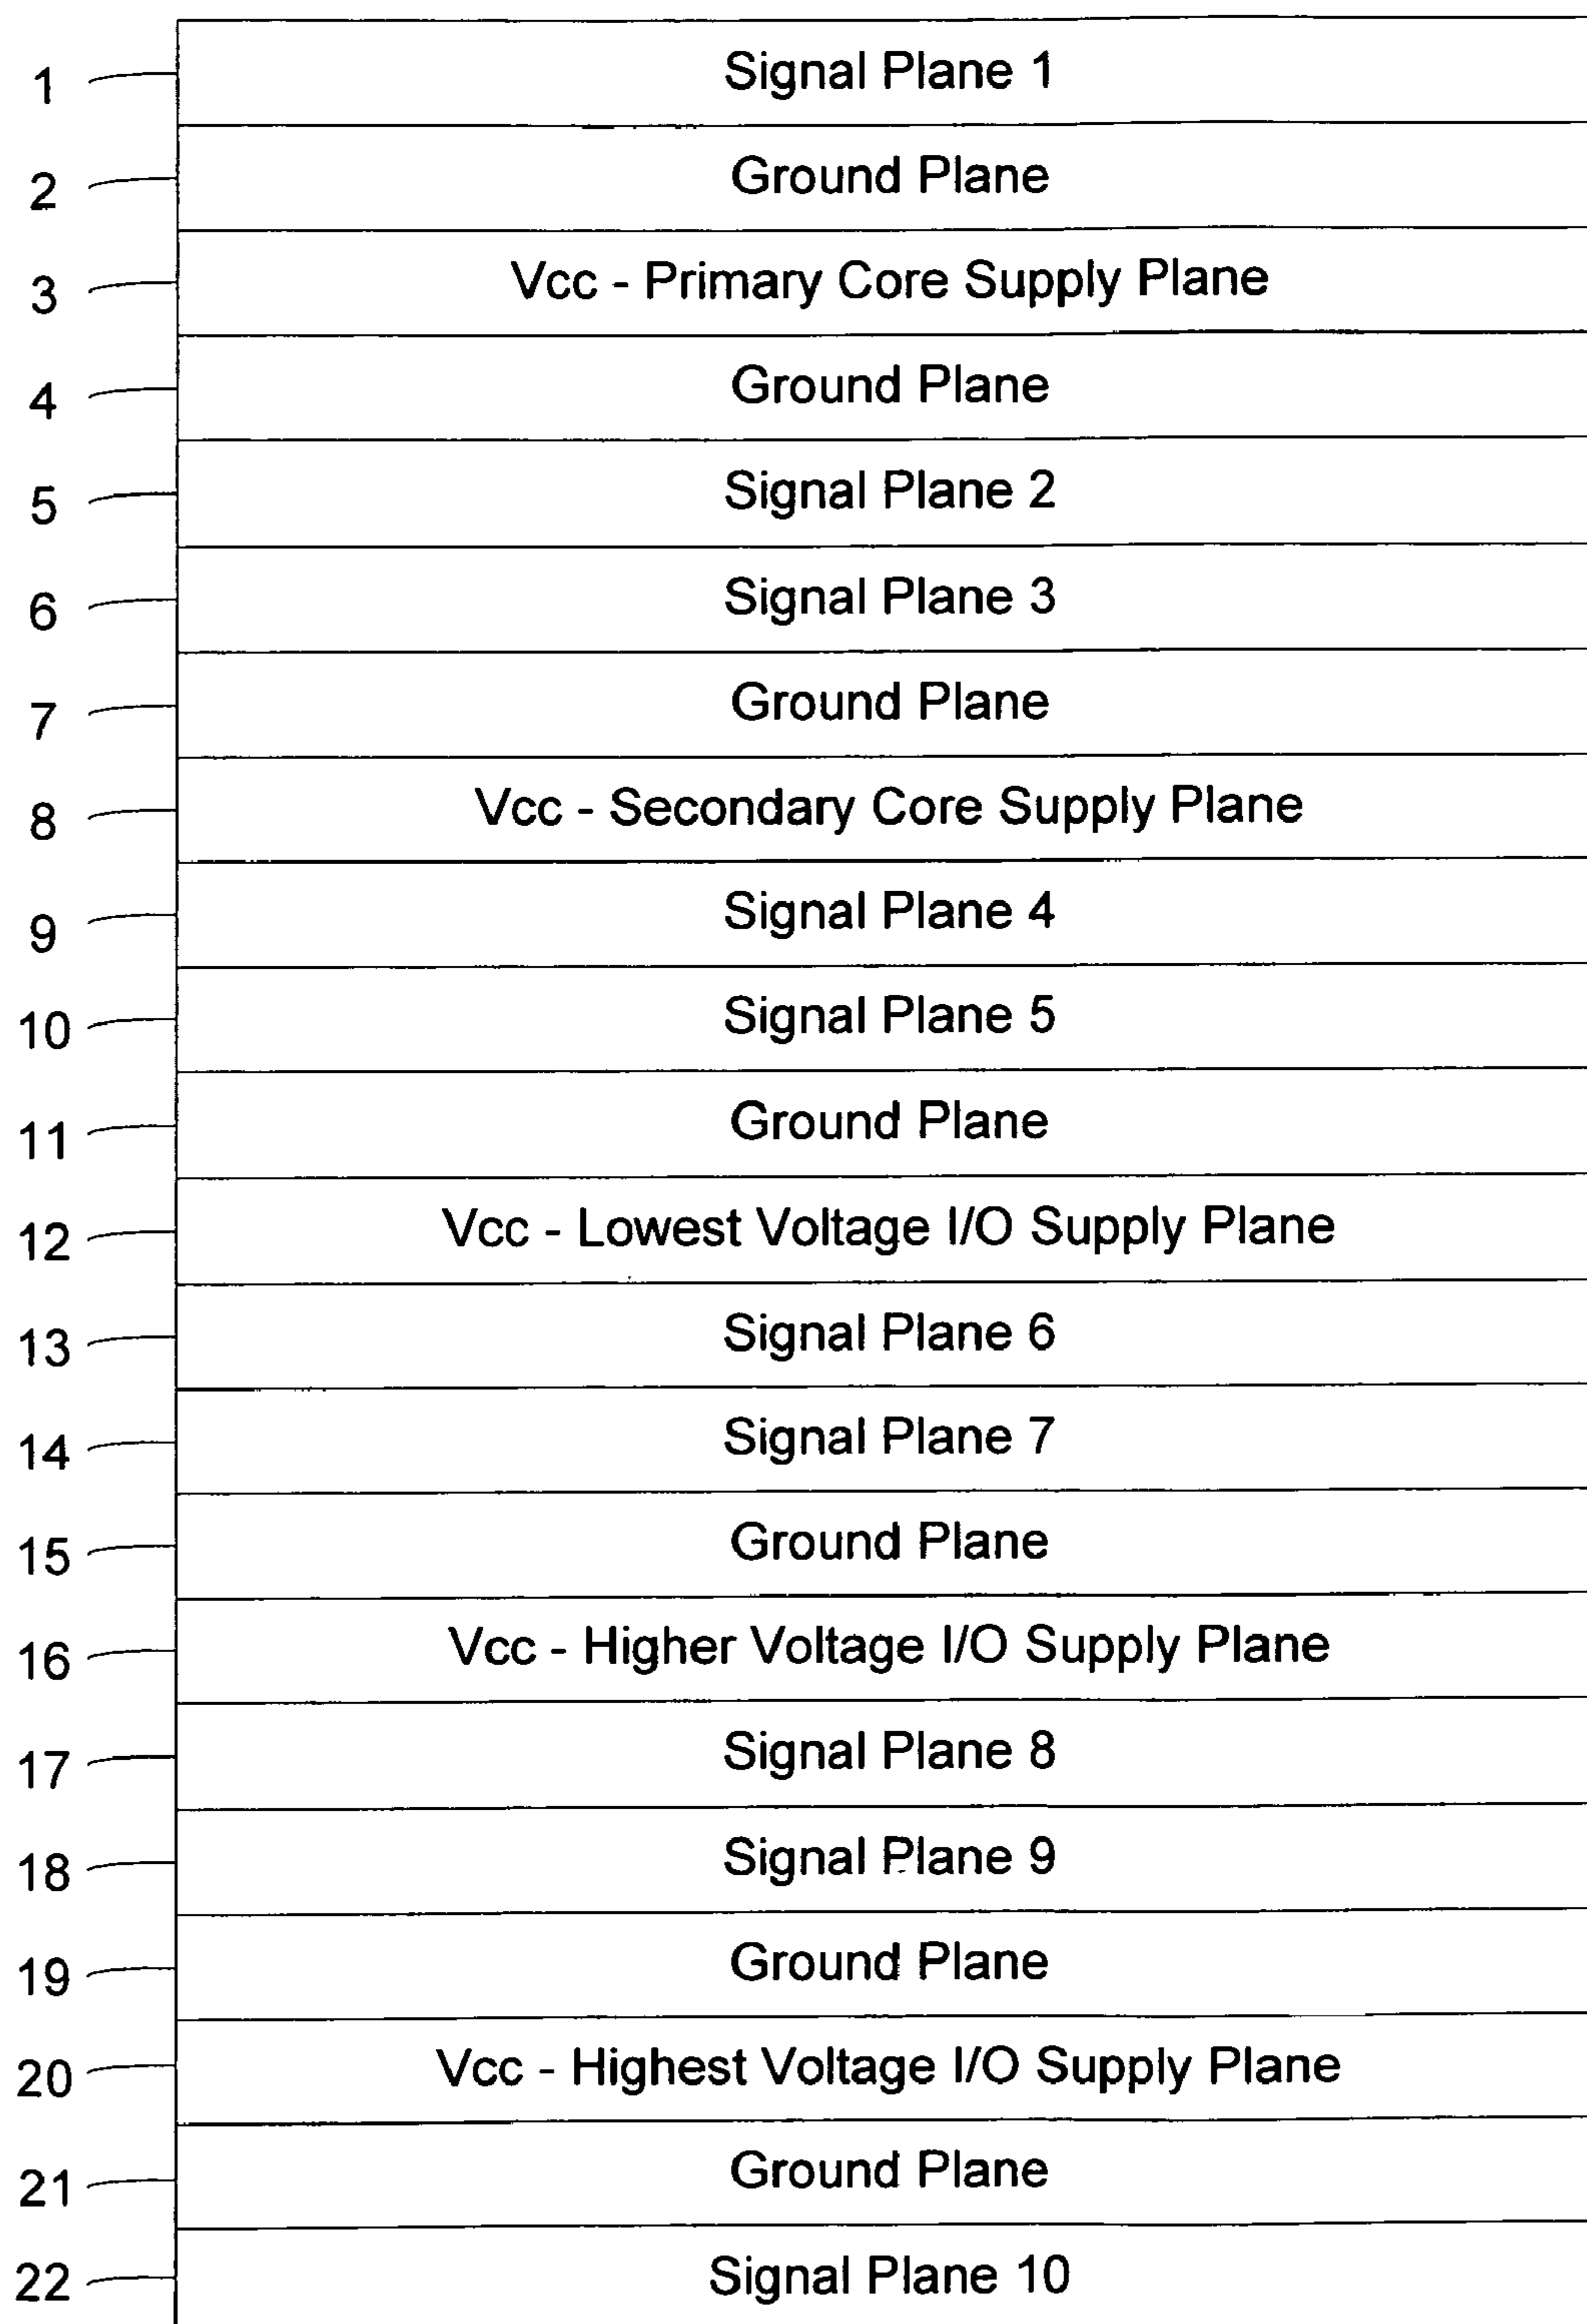 1 Signal Plane 1
2 Ground Plane
3 Vcc - Primary Core Supply Plane
4 Ground Plane
5 Signal Plane 2
6 Signal Plane 3
7 Ground Plane
8 Vcc - Secondary Core Supply Plane
9 Signal Plane 4
10 Signal Plane 5
11 Ground Plane
12 Vcc - Lowest Voltage I/O Supply Plane
13 Signal Plane 6
14 Signal Plane 7
15 Ground Plane
16 Vcc - Higher Voltage I/O Supply Plane
17 Signal Plane 8
18 Signal Plane 9
19 Ground Plane
20 Vcc - Highest Voltage I/O Supply Plane
21 Ground Plane
22 Signal Plane 10